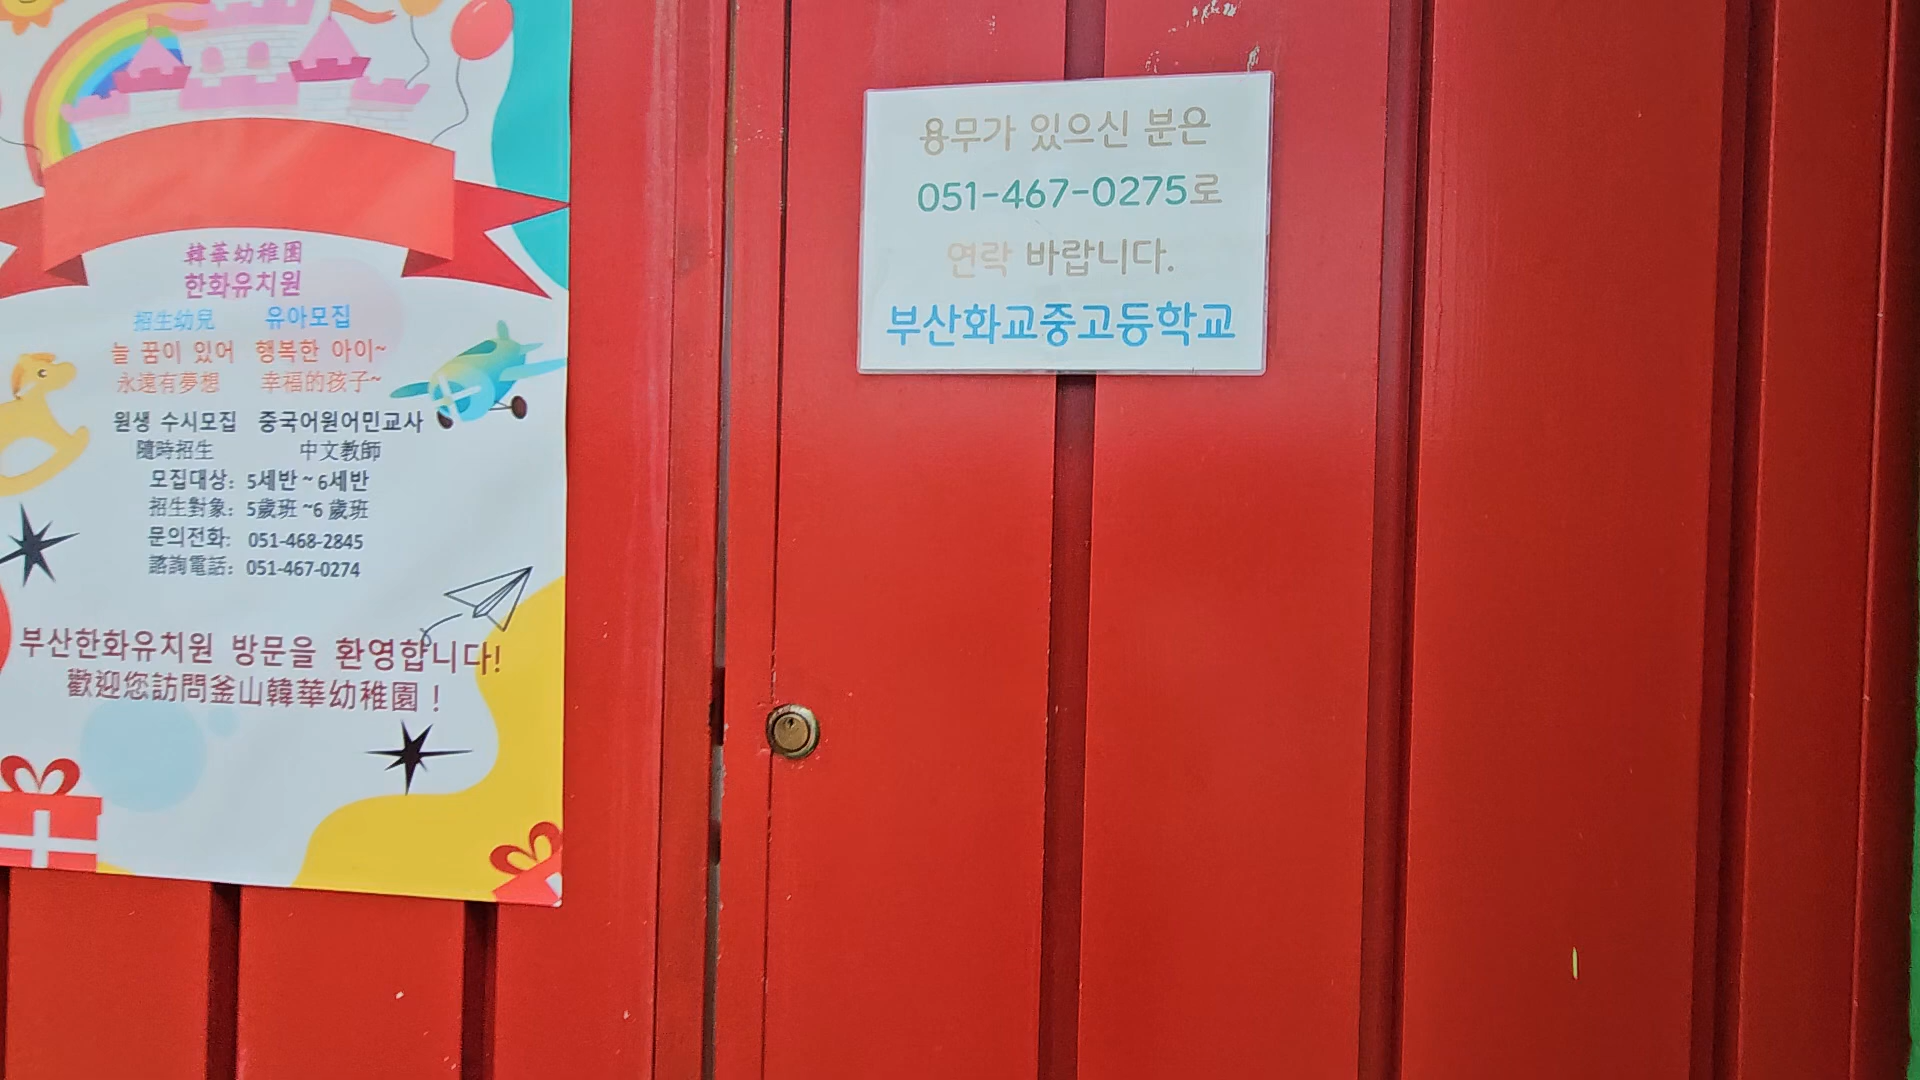 韓華幼稚園
한화유치원
招生幼兒 유아모집
늘 꿈이 있어 행복한 아이~
永遠有夢想 幸福的孩子~
원생 수시모집 중국어원어민교사
隨時招生 中文教師
모집대상: 5세반 ~ 6세반
招生對象: 5歲班 ~6 歲班
문의전화: 051-468-2845
諮詢電話: 051-467-0274
부산한화유치원 방문을 환영합니다!
歡迎您訪問釜山韓華幼稚園 !
용무가 있으신 분은
051-467-0275로
연락 바랍니다.
부산화교중고등학교